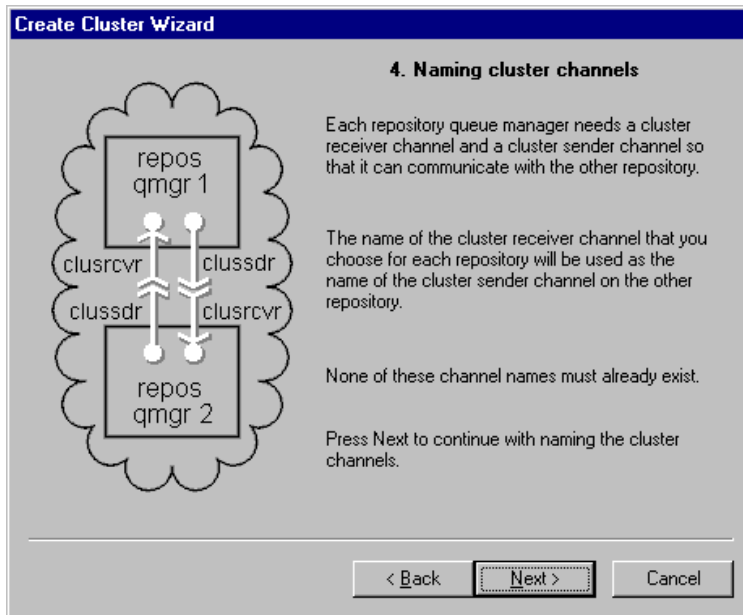 Create Cluster Wizard
4. Naming cluster channels
Each repository queue manager needs a cluster
receiver channel and a cluster sender channel so
that it can communicate with the other repository.
The name of the cluster receiver channel that you
choose for each repository will be used as the
name of the cluster sender channel on the other
repository.
None of these channel names must already exist.
Press Next to continue with naming the cluster
channels.
repos
qmgr 1
clusrcvr
clussdr
clussdr
clusrcvr
repos
qmgr 2
< Back
Next >
Cancel